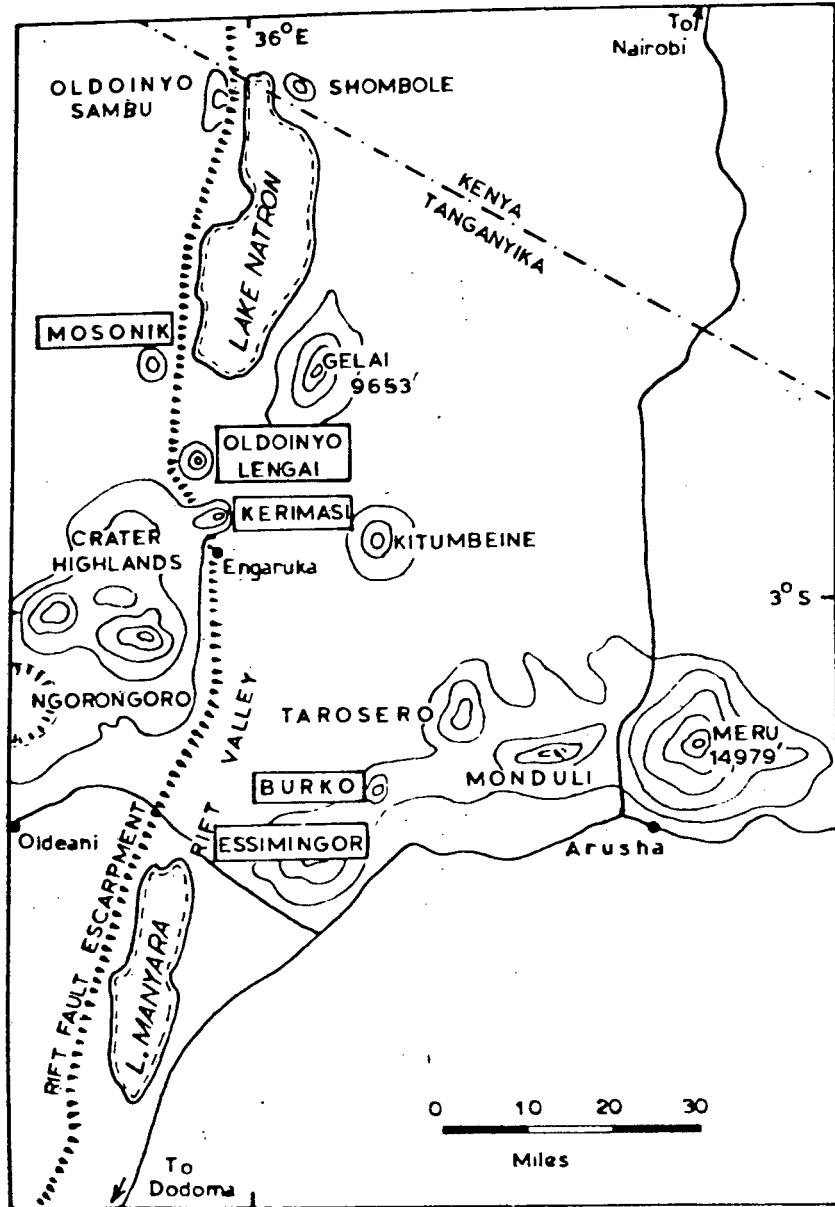 36° E
To
Nairobi
OLDOINYO
SAMBU
SHOMBOLE
LAKE NATRON
KENYA
TANGANYIKA
MOSONIK
GELAI
9653'
OLDOINYO
LENGAI
KERIMASI
CRATER
HIGHLANDS
KITUMBEINE
Engaruka
3° S
NGORONGORO
RIFT VALLEY
TAROSERO
MERU
14979'
BURKO
MONDULI
Oldeani
ESSIMINGOR
Arusha
RIFT FAULT ESCARPMENT
L. MANYARA
0 10 20 30
Miles
To
Dodoma